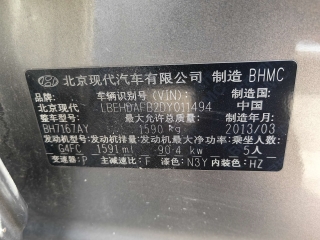 北京现代汽车有限公司 制造 BHMC
品牌: 车辆识别号(VIN): 制造国:
北京现代 LBEHDAFB2DY011494 中国
整车型号: 最大允许总质量: 制造年月:
BH7167AY 1590 kg 2013/03
发动机型号: 发动机排量: 发动机最大净功率: 乘坐人数:
G4FC 1591 ml 90.4 kw 5人
变速器: P 主减速比: F 漆色: N3Y 内装色: HZ